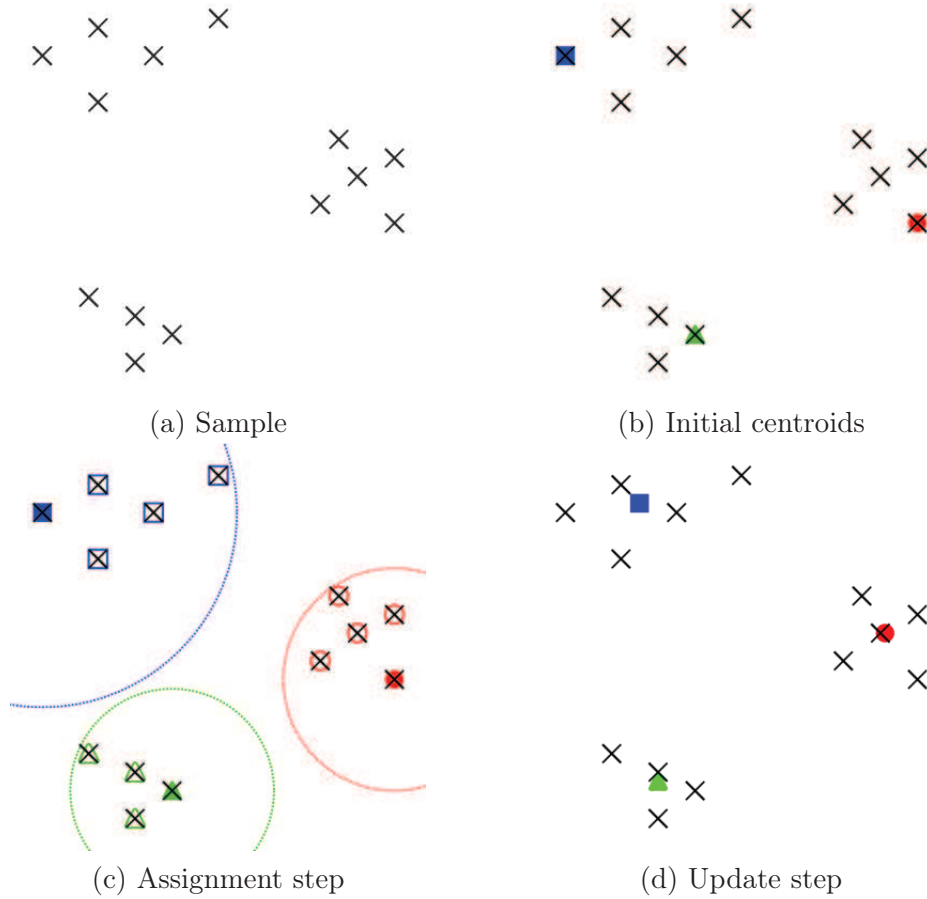 (a) Sample
(b) Initial centroids
(c) Assignment step
(d) Update step